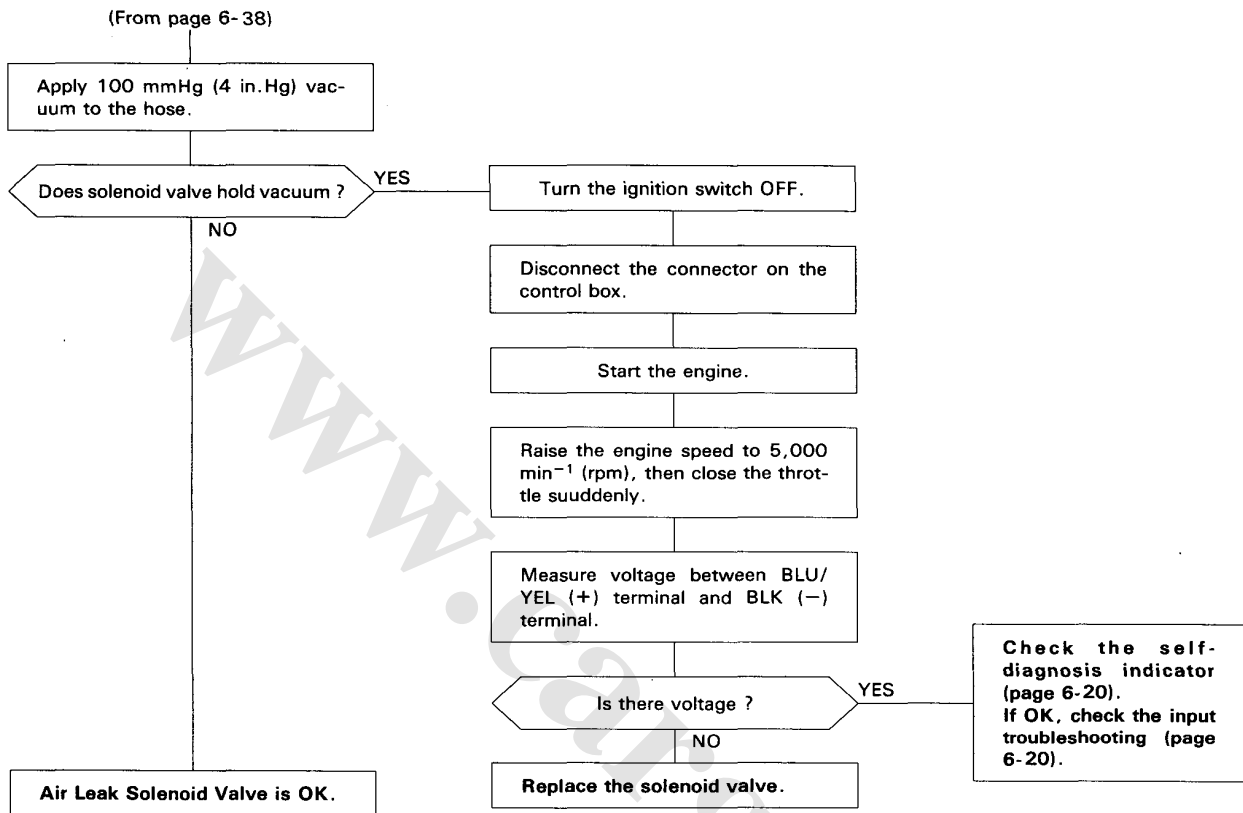 (From page 6-38)
Apply 100 mmHg (4 in.Hg) vac-
uum to the hose.
Does solenoid valve hold vacuum ?
YES
NO
Turn the ignition switch OFF.
Disconnect the connector on the
control box.
Start the engine.
Raise the engine speed to 5,000
min⁻¹ (rpm), then close the throt-
tle suuddenly.
Measure voltage between BLU/
YEL (+) terminal and BLK (−)
terminal.
Is there voltage ?
YES
NO
Check the self-
diagnosis indicator
(page 6-20).
If OK, check the input
troubleshooting (page
6-20).
Replace the solenoid valve.
Air Leak Solenoid Valve is OK.
www.car